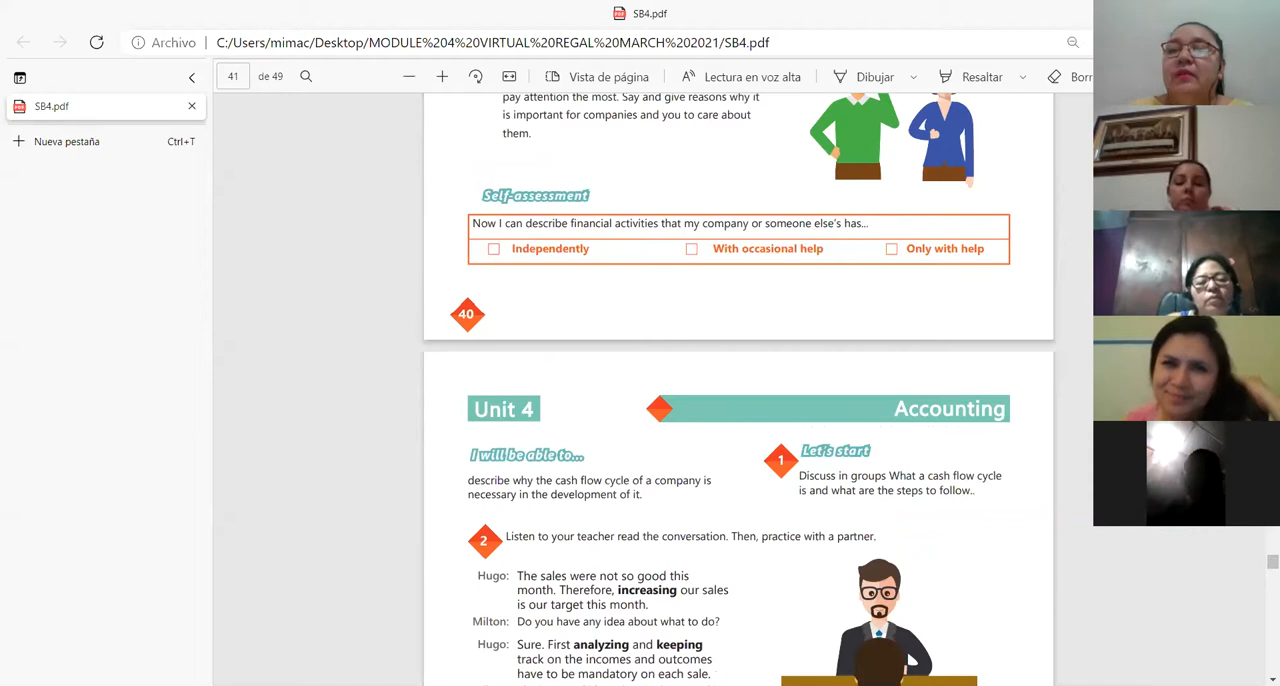 SB4.pdf
Archivo
C:/Users/mimac/Desktop/MODULE%204%20VIRTUAL%20REGAL%20MARCH%202021/SB4.pdf
41 de 49
Vista de página
Lectura en voz alta
Dibujar
Resaltar
Borr
SB4.pdf
Nueva pestaña
Ctrl+T
pay attention the most. Say and give reasons why it
is important for companies and you to care about
them.
Self-assessment
Now I can describe financial activities that my company or someone else's has...
Independently
With occasional help
Only with help
40
Unit 4
Accounting
I will be able to...
describe why the cash flow cycle of a company is
necessary in the development of it.
1
Let's start
Discuss in groups What a cash flow cycle
is and what are the steps to follow..
2
Listen to your teacher read the conversation. Then, practice with a partner.
Hugo: The sales were not so good this
month. Therefore, increasing our sales
is our target this month.
Milton: Do you have any idea about what to do?
Hugo: Sure. First analyzing and keeping
track on the incomes and outcomes
have to be mandatory on each sale.